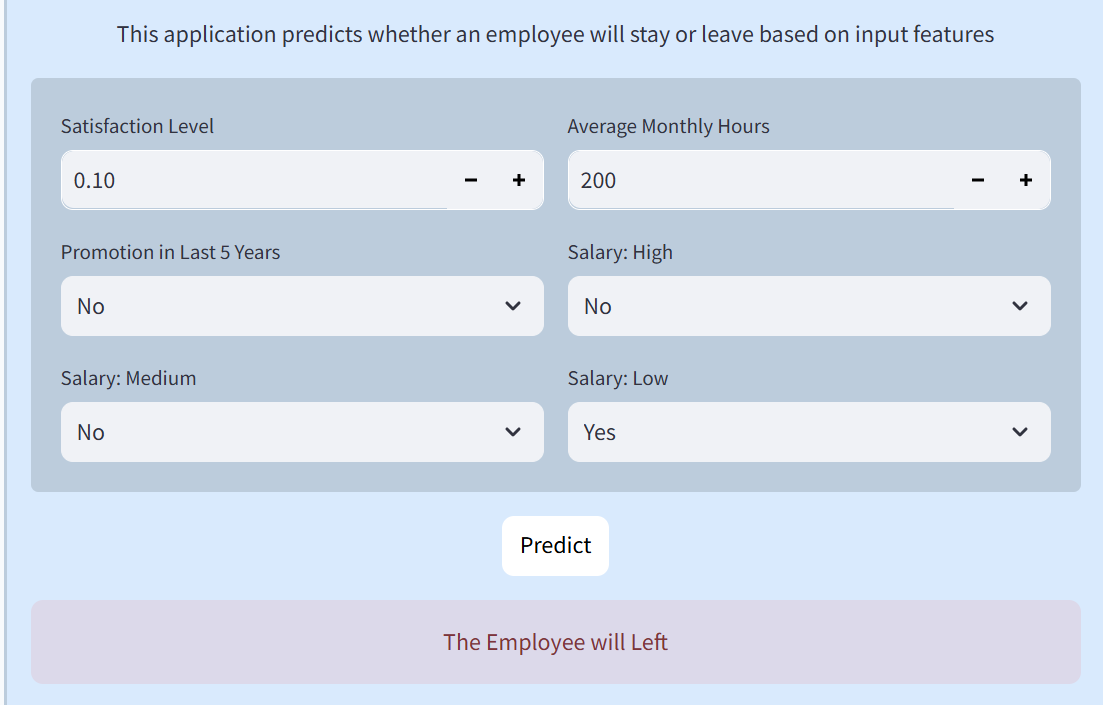 This application predicts whether an employee will stay or leave based on input features
Satisfaction Level
Average Monthly Hours
0.10
200
Promotion in Last 5 Years
Salary: High
No
No
Salary: Medium
Salary: Low
No
Yes
Predict
The Employee will Left